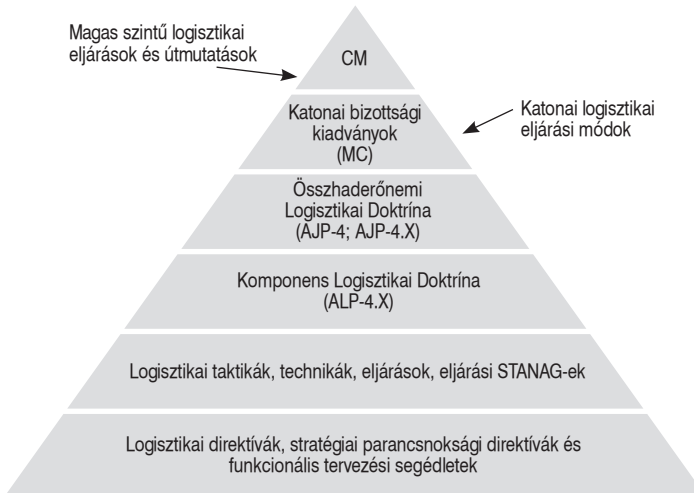 Magas szintű logisztikai
eljárások és útmutatások
CM
Katonai bizottsági
kiadványok
(MC)
Katonai logisztikai
eljárási módok
Összhaderőnemi
Logisztikai Doktrína
(AJP-4; AJP-4.X)
Komponens Logisztikai Doktrína
(ALP-4.X)
Logisztikai taktikák, technikák, eljárások, eljárási STANAG-ek
Logisztikai direktívák, stratégiai parancsnoksági direktívák és
funkcionális tervezési segédletek